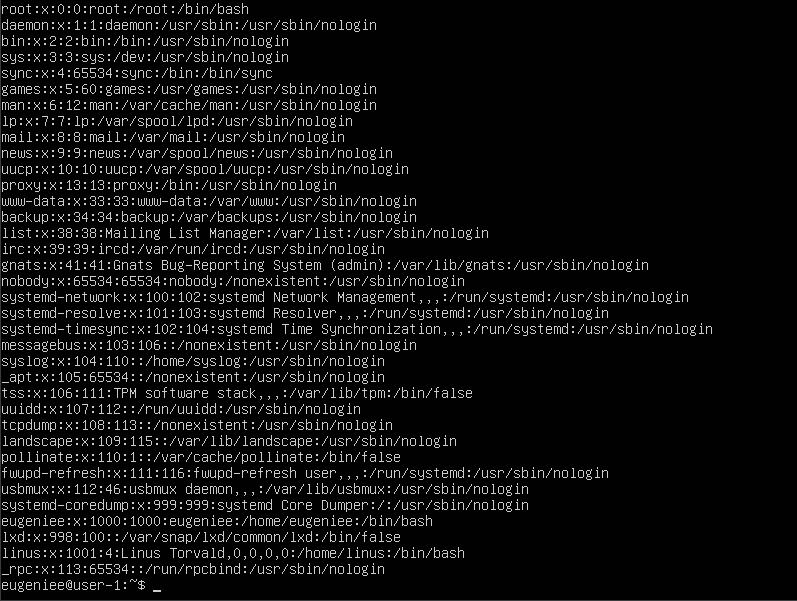 root:x:0:0:root:/root:/bin/bash
daemon:x:1:1:daemon:/usr/sbin:/usr/sbin/nologin
bin:x:2:2:bin:/bin:/usr/sbin/nologin
sys:x:3:3:sys:/dev:/usr/sbin/nologin
sync:x:4:65534:sync:/bin:/bin/sync
games:x:5:60:games:/usr/games:/usr/sbin/nologin
man:x:6:12:man:/var/cache/man:/usr/sbin/nologin
lp:x:7:7:lp:/var/spool/lpd:/usr/sbin/nologin
mail:x:8:8:mail:/var/mail:/usr/sbin/nologin
news:x:9:9:news:/var/spool/news:/usr/sbin/nologin
uucp:x:10:10:uucp:/var/spool/uucp:/usr/sbin/nologin
proxy:x:13:13:proxy:/bin:/usr/sbin/nologin
www-data:x:33:33:www-data:/var/www:/usr/sbin/nologin
backup:x:34:34:backup:/var/backups:/usr/sbin/nologin
list:x:38:38:Mailing List Manager:/var/list:/usr/sbin/nologin
irc:x:39:39:ircd:/var/run/ircd:/usr/sbin/nologin
gnats:x:41:41:Gnats Bug-Reporting System (admin):/var/lib/gnats:/usr/sbin/nologin
nobody:x:65534:65534:nobody:/nonexistent:/usr/sbin/nologin
systemd-network:x:100:102:systemd Network Management,,,:/run/systemd:/usr/sbin/nologin
systemd-resolve:x:101:103:systemd Resolver,,,:/run/systemd:/usr/sbin/nologin
systemd-timesync:x:102:104:systemd Time Synchronization,,,:/run/systemd:/usr/sbin/nologin
messagebus:x:103:106::/nonexistent:/usr/sbin/nologin
syslog:x:104:110::/home/syslog:/usr/sbin/nologin
_apt:x:105:65534::/nonexistent:/usr/sbin/nologin
tss:x:106:111:TPM software stack,,,:/var/lib/tpm:/bin/false
uuidd:x:107:112::/run/uuidd:/usr/sbin/nologin
tcpdump:x:108:113::/nonexistent:/usr/sbin/nologin
landscape:x:109:115::/var/lib/landscape:/usr/sbin/nologin
pollinate:x:110:1::/var/cache/pollinate:/bin/false
fwupd-refresh:x:111:116:fwupd-refresh user,,,:/run/systemd:/usr/sbin/nologin
usbmux:x:112:46:usbmux daemon,,,:/var/lib/usbmux:/usr/sbin/nologin
systemd-coredump:x:999:999:systemd Core Dumper:/:/usr/sbin/nologin
eugeniee:x:1000:1000:eugeniee:/home/eugeniee:/bin/bash
lxd:x:998:100::/var/snap/lxd/common/lxd:/bin/false
linus:x:1001:4:Linus Torvald,0,0,0,0:/home/linus:/bin/bash
_rpc:x:113:65534::/run/rpcbind:/usr/sbin/nologin
eugeniee@user-1:~$ _